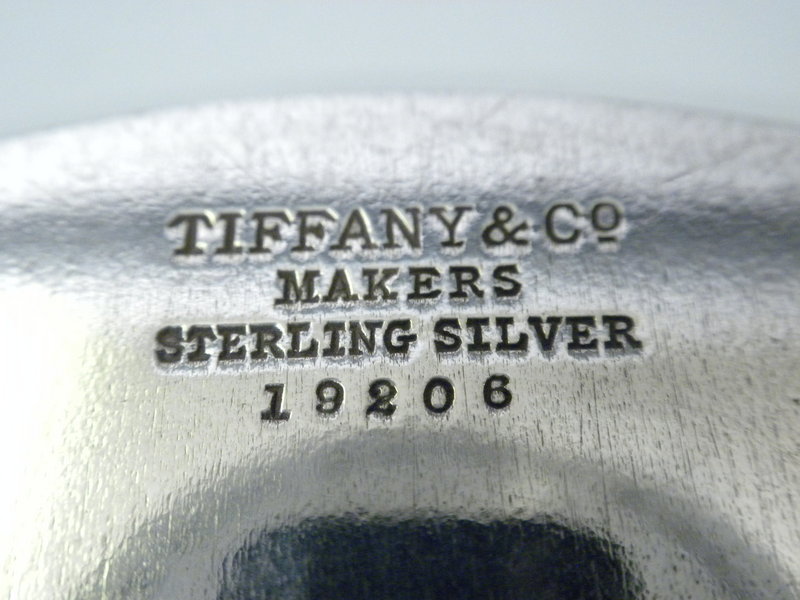 TIFFANY & Cº
MAKERS
STERLING SILVER
19206